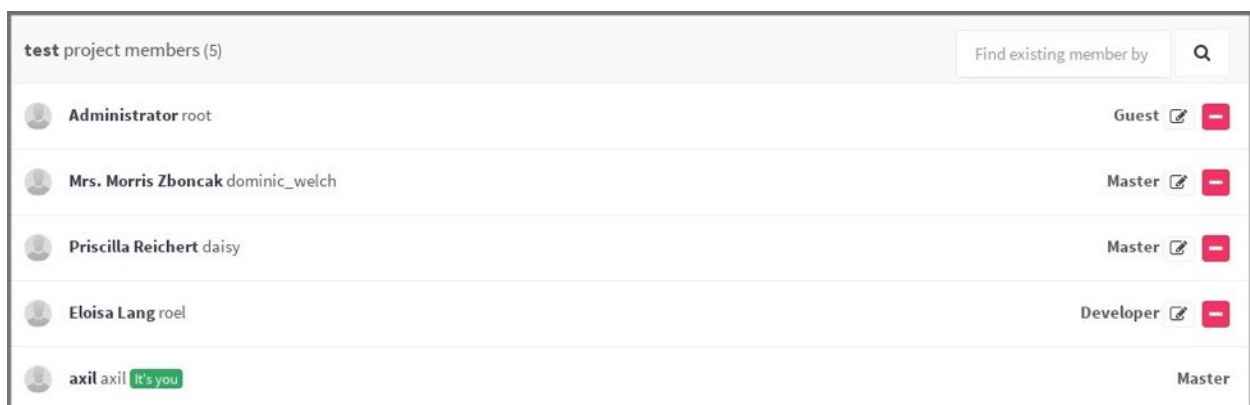 test project members (5)
Find existing member by
Administrator root Guest
Mrs. Morris Zboncak dominic_welch Master
Priscilla Reichert daisy Master
Eloisa Lang roel Developer
axil axil It's you Master